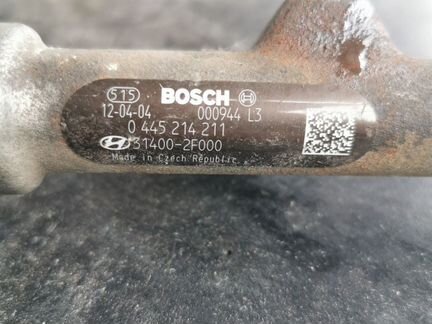 515 BOSCH
12-04-04 000944 L3
0 445 214 211
31400-2F000
Made in Czech Republic